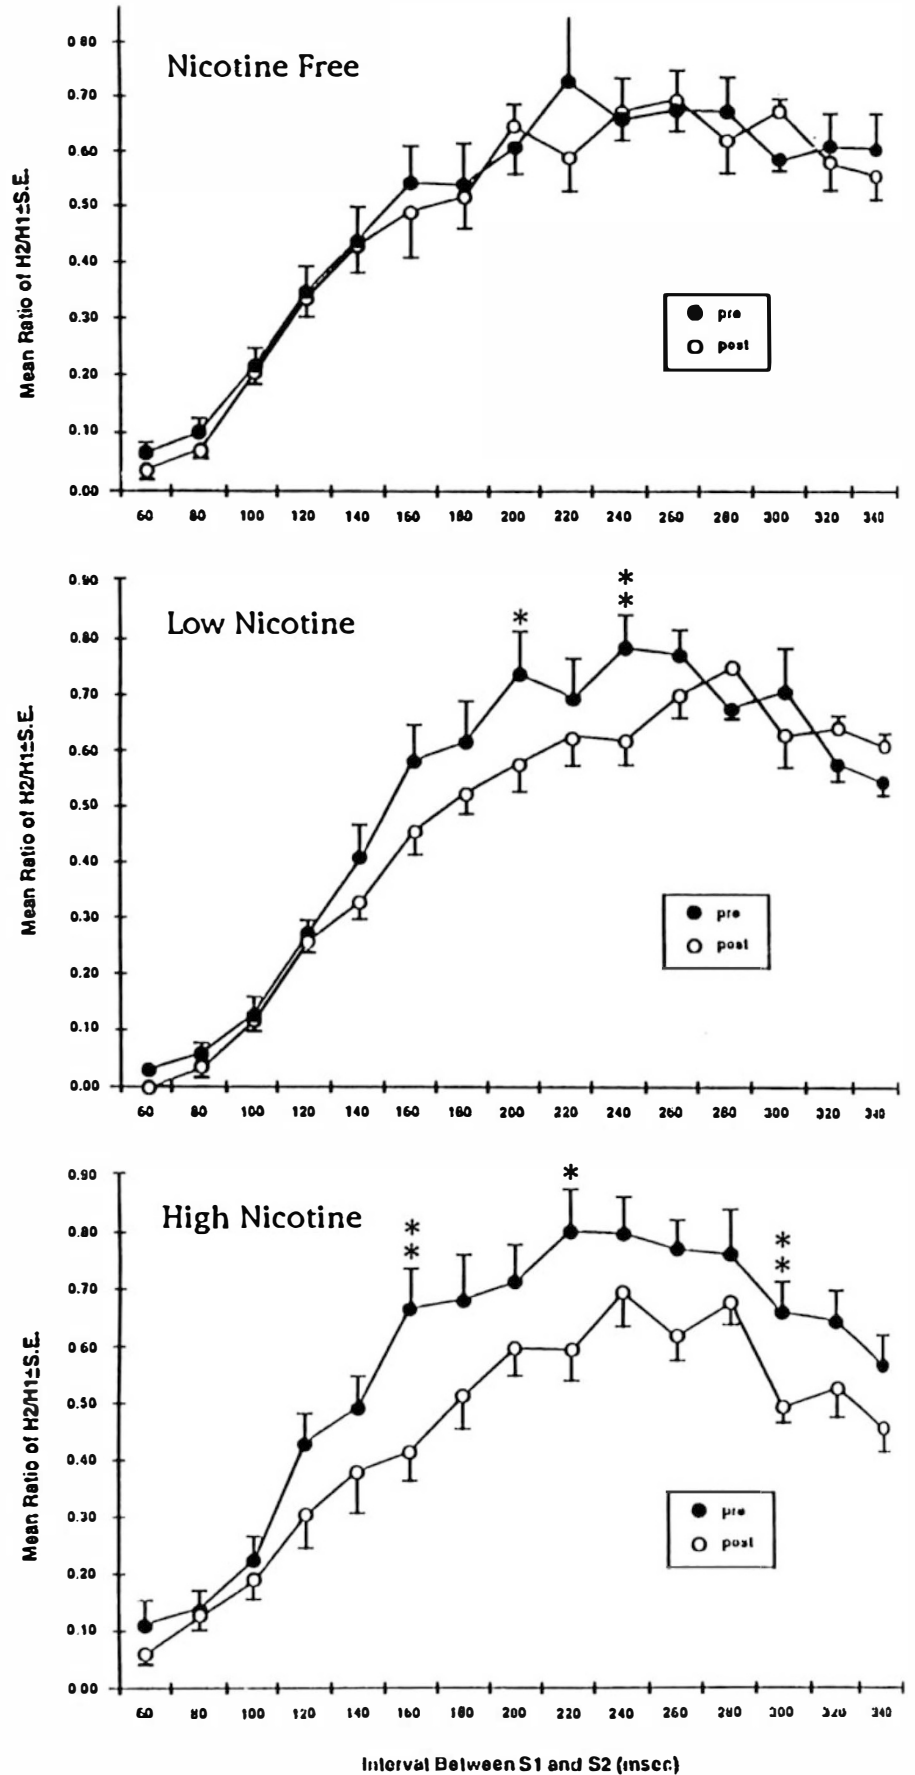 Nicotine Free
Mean Ratio of H2/H1±S.E.
0.80
0.70
0.60
0.50
0.40
0.30
0.20
0.10
0.00
pre
post
60 80 100 120 140 160 180 200 220 240 260 280 300 320 340
Low Nicotine
Mean Ratio of H2/H1±S.E.
0.90
0.80
0.70
0.60
0.50
0.40
0.30
0.20
0.10
0.00
*
*
*
pre
post
60 80 100 120 140 160 180 200 220 240 260 280 300 320 340
High Nicotine
Mean Ratio of H2/H1±S.E.
0.90
0.80
0.70
0.60
0.50
0.40
0.30
0.20
0.10
0.00
*
*
*
*
*
pre
post
60 80 100 120 140 160 180 200 220 240 260 280 300 320 340
Interval Between S1 and S2 (msec)